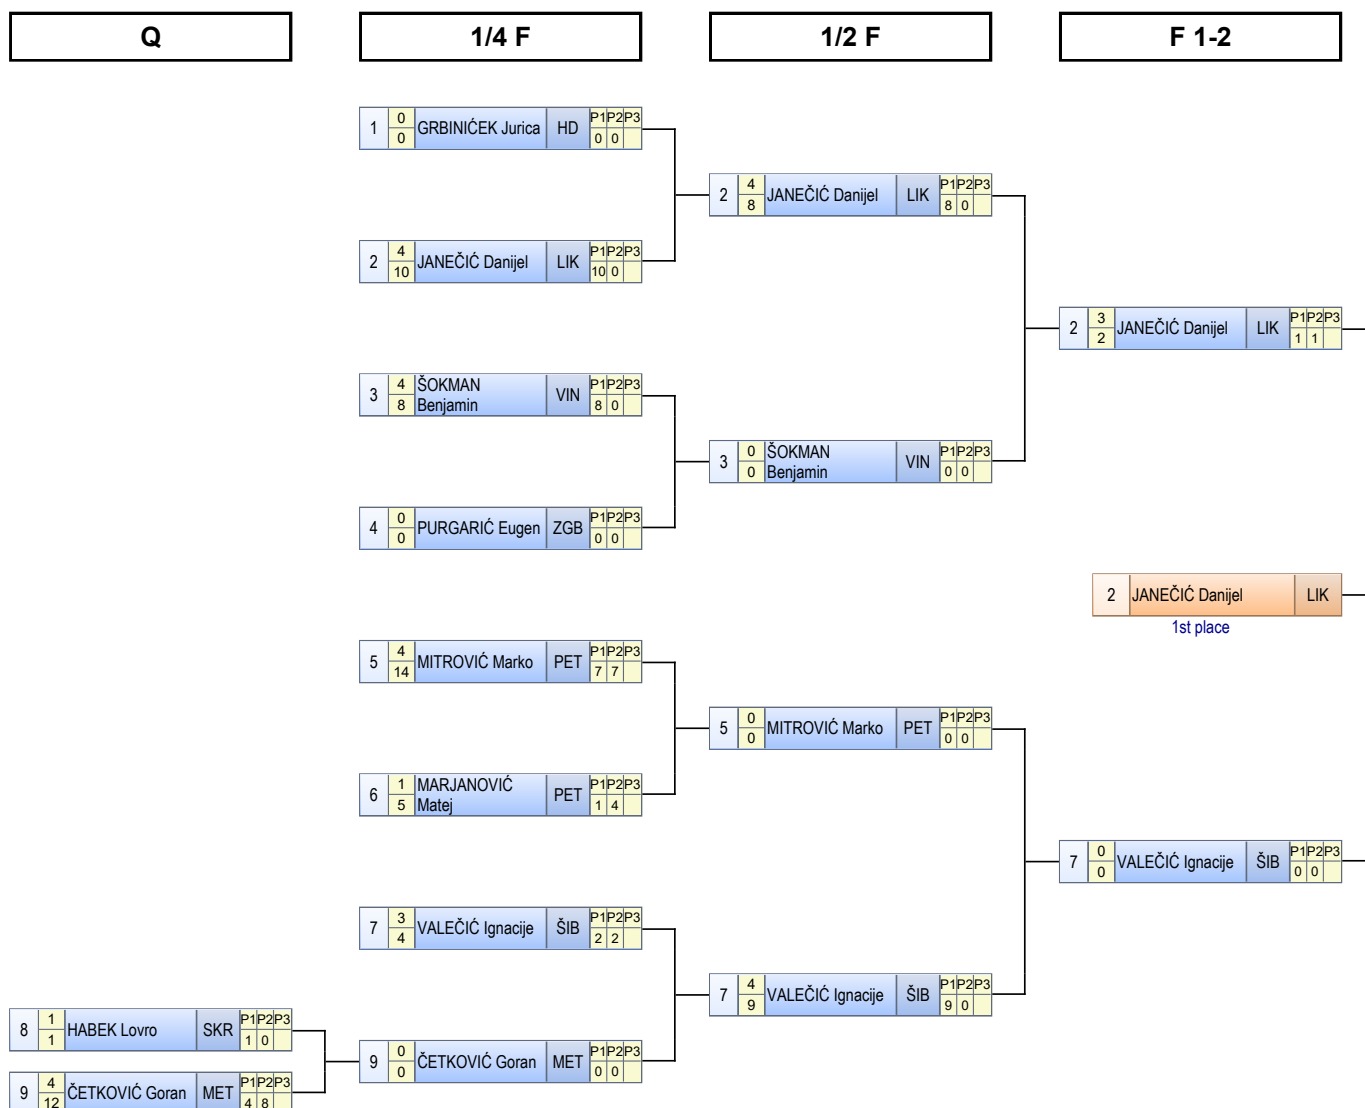 Q 1/4 F 1/2 F F 1-2
1 0 0 GRBINIĆEK Jurica HD P1 P2 P3 0 0
2 4 8 JANEČIĆ Danijel LIK P1 P2 P3 8 0
2 4 10 JANEČIĆ Danijel LIK P1 P2 P3 10 0
2 3 2 JANEČIĆ Danijel LIK P1 P2 P3 1 1
3 4 8 ŠOKMAN Benjamin VIN P1 P2 P3 8 0
3 0 0 ŠOKMAN Benjamin VIN P1 P2 P3 0 0
4 0 0 PURGARIĆ Eugen ZGB P1 P2 P3 0 0
2 JANEČIĆ Danijel LIK
1st place
5 4 14 MITROVIĆ Marko PET P1 P2 P3 7 7
5 0 0 MITROVIĆ Marko PET P1 P2 P3 0 0
6 1 5 MARJANOVIĆ Matej PET P1 P2 P3 1 4
7 0 0 VALEČIĆ Ignacije ŠIB P1 P2 P3 0 0
7 3 4 VALEČIĆ Ignacije ŠIB P1 P2 P3 2 2
7 4 9 VALEČIĆ Ignacije ŠIB P1 P2 P3 9 0
8 1 1 HABEK Lovro SKR P1 P2 P3 1 0
9 0 0 ČETKOVIĆ Goran MET P1 P2 P3 0 0
9 4 12 ČETKOVIĆ Goran MET P1 P2 P3 4 8